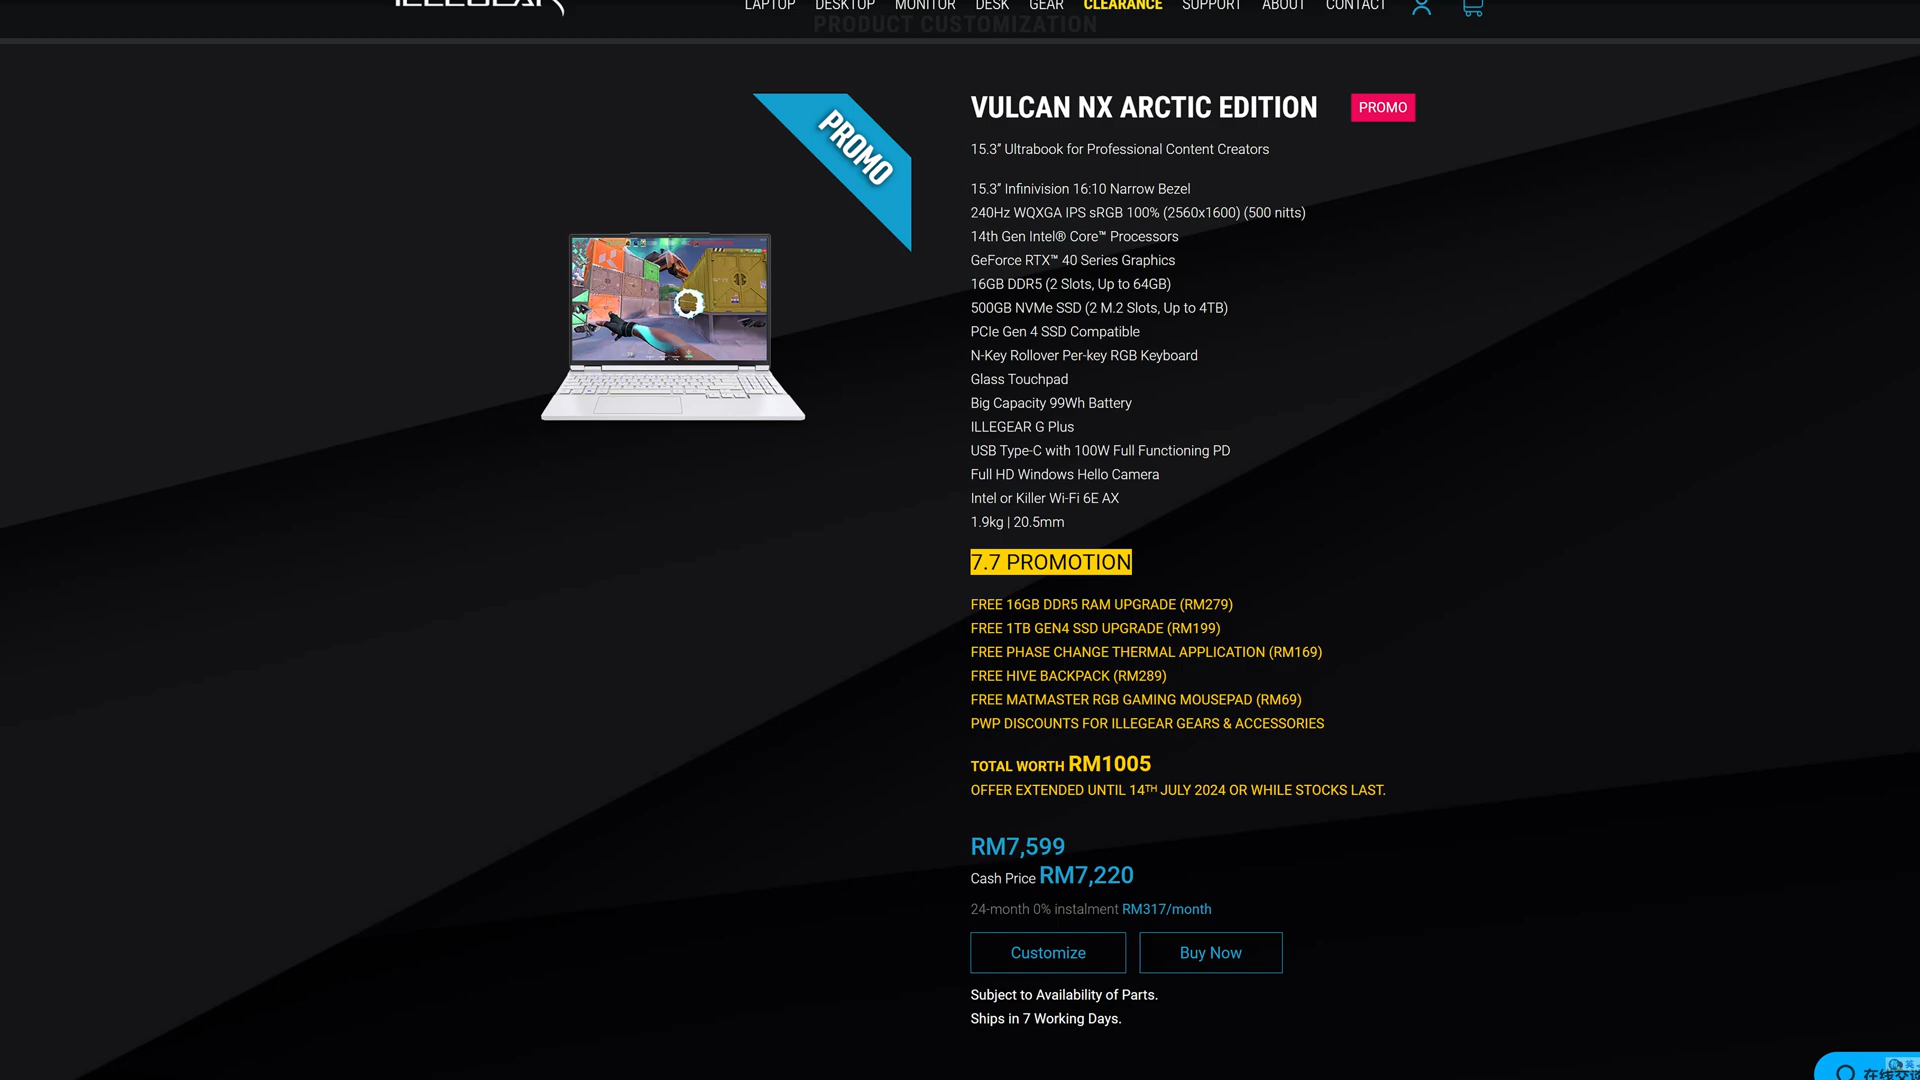 ILLEGEAR
LAPTOP DESKTOP MONITOR DESK GEAR CLEARANCE SUPPORT ABOUT CONTACT
PRODUCT CUSTOMIZATION
PROMO
VULCAN NX ARCTIC EDITION PROMO
15.3″ Ultrabook for Professional Content Creators
15.3″ Infinivision 16:10 Narrow Bezel
240Hz WQXGA IPS sRGB 100% (2560x1600) (500 nitts)
14th Gen Intel® Core™ Processors
GeForce RTX™ 40 Series Graphics
16GB DDR5 (2 Slots, Up to 64GB)
500GB NVMe SSD (2 M.2 Slots, Up to 4TB)
PCIe Gen 4 SSD Compatible
N-Key Rollover Per-key RGB Keyboard
Glass Touchpad
Big Capacity 99Wh Battery
ILLEGEAR G Plus
USB Type-C with 100W Full Functioning PD
Full HD Windows Hello Camera
Intel or Killer Wi-Fi 6E AX
1.9kg | 20.5mm
7.7 PROMOTION
FREE 16GB DDR5 RAM UPGRADE (RM279)
FREE 1TB GEN4 SSD UPGRADE (RM199)
FREE PHASE CHANGE THERMAL APPLICATION (RM169)
FREE HIVE BACKPACK (RM289)
FREE MATMASTER RGB GAMING MOUSEPAD (RM69)
PWP DISCOUNTS FOR ILLEGEAR GEARS & ACCESSORIES
TOTAL WORTH RM1005
OFFER EXTENDED UNTIL 14TH JULY 2024 OR WHILE STOCKS LAST.
RM7,599
Cash Price RM7,220
24-month 0% instalment RM317/month
Customize Buy Now
Subject to Availability of Parts.
Ships in 7 Working Days.
在线交谈